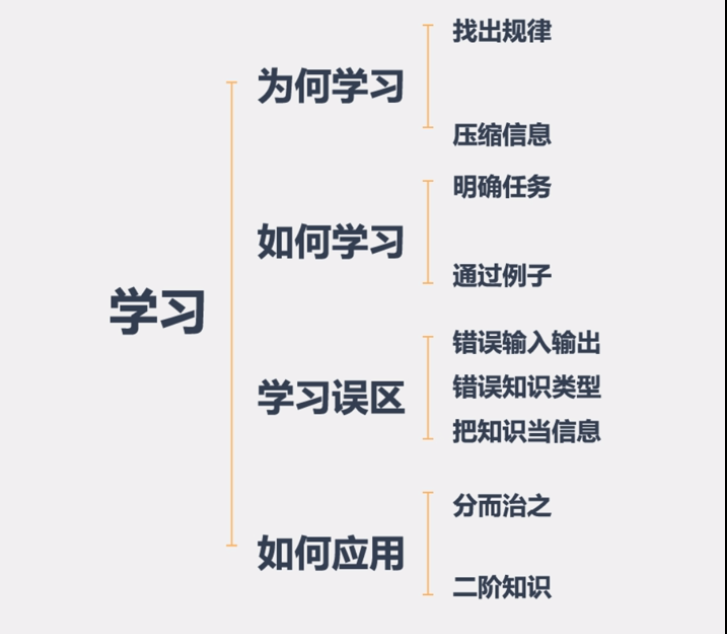 学习
为何学习
找出规律
压缩信息
如何学习
明确任务
通过例子
学习误区
错误输入输出
错误知识类型
把知识当信息
如何应用
分而治之
二阶知识